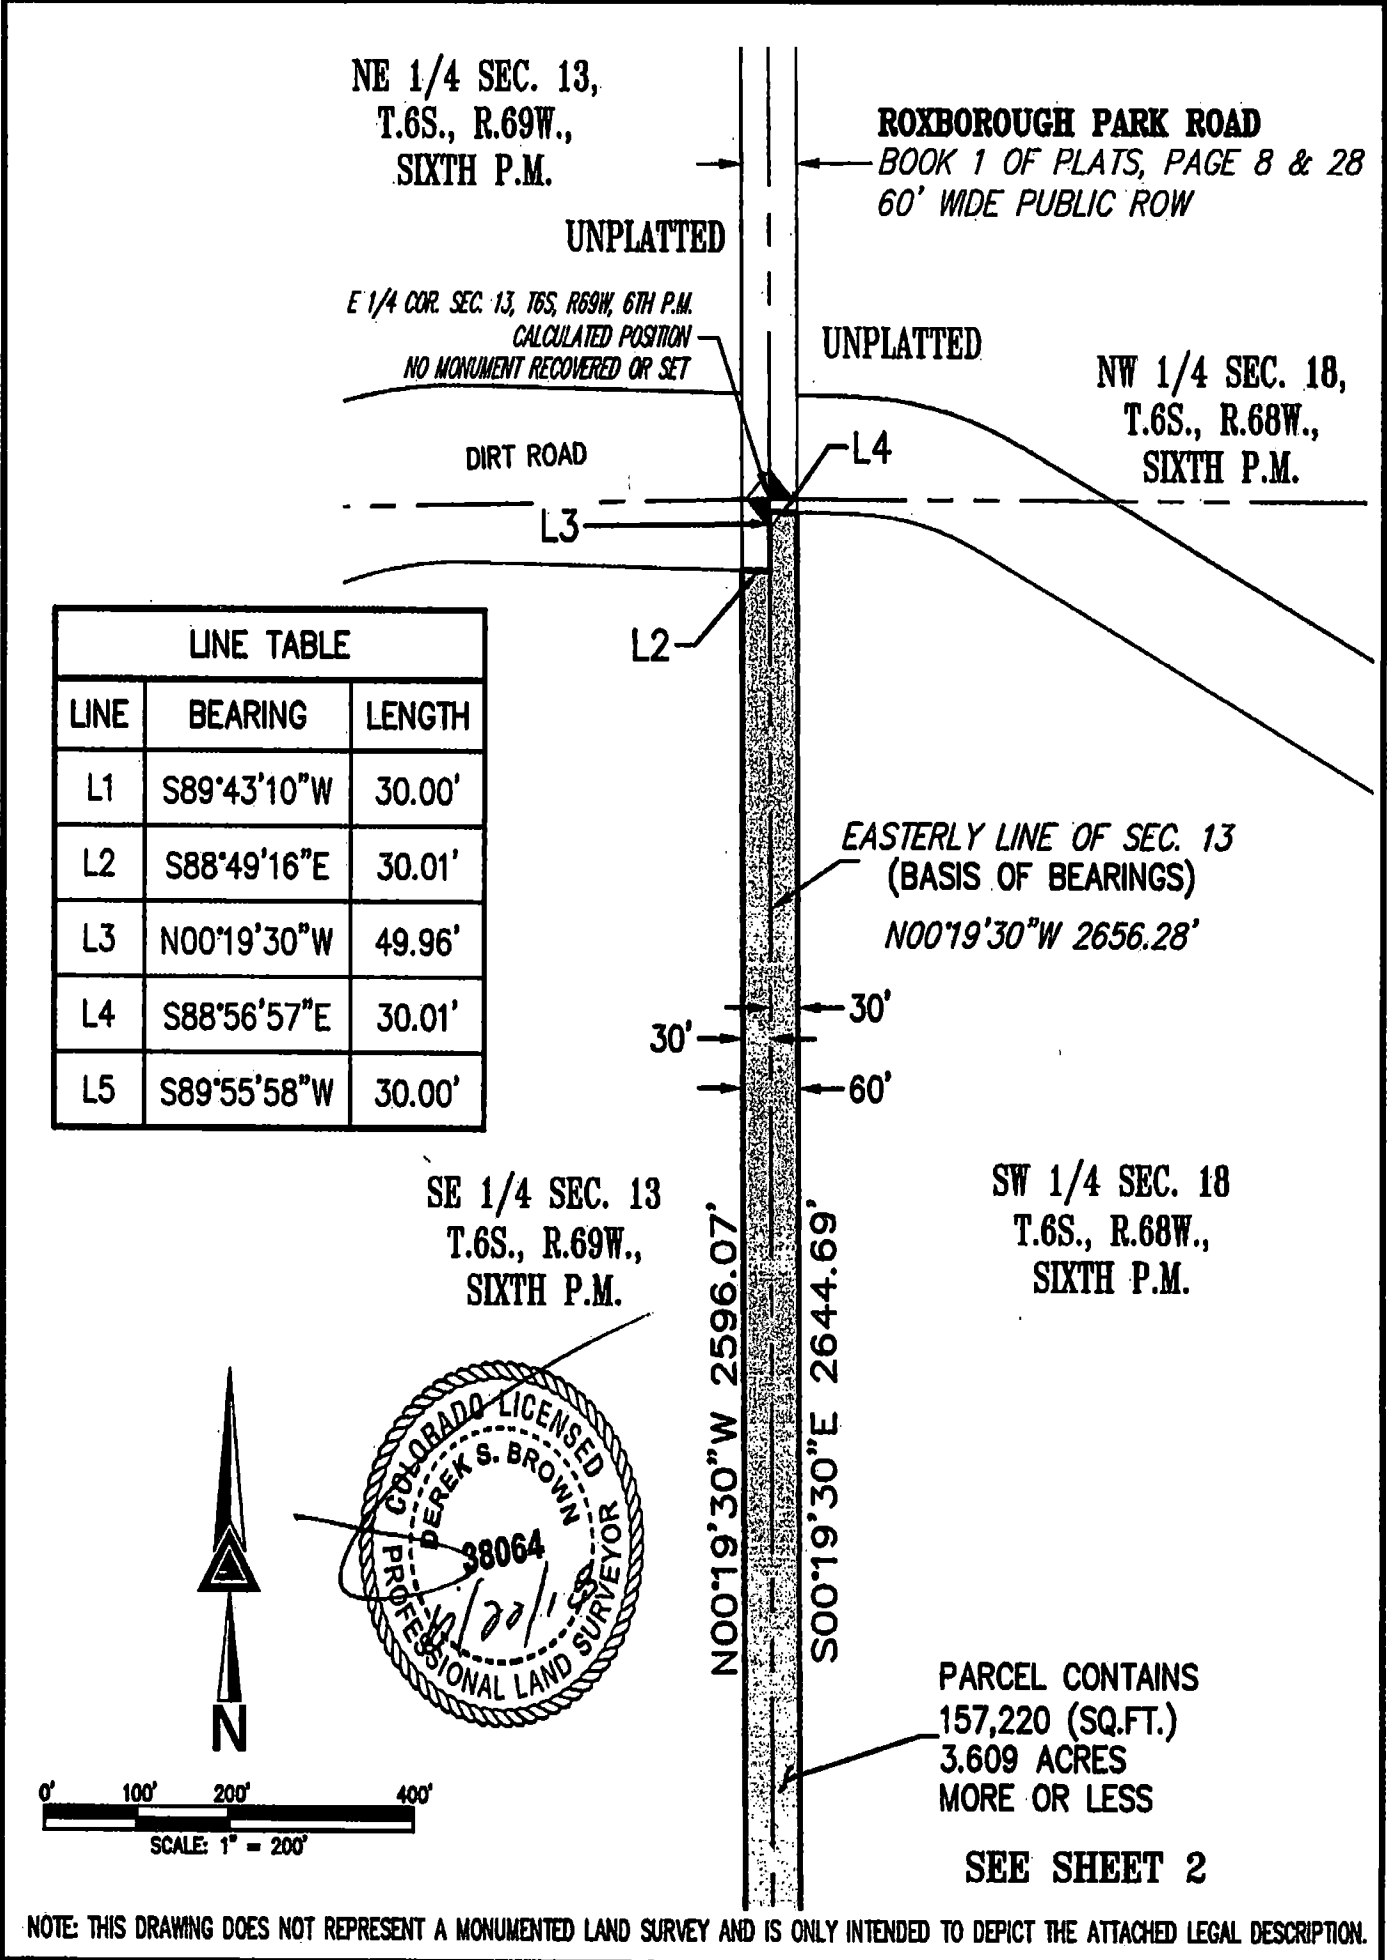 NE 1/4 SEC. 13,
T.6S., R.69W.,
SIXTH P.M.
ROXBOROUGH PARK ROAD
BOOK 1 OF PLATS, PAGE 8 & 28
60' WIDE PUBLIC ROW
UNPLATTED
E 1/4 COR. SEC. 13, T6S, R69W, 6TH P.M.
CALCULATED POSITION
NO MONUMENT RECOVERED OR SET
UNPLATTED
NW 1/4 SEC. 18,
T.6S., R.68W.,
SIXTH P.M.
DIRT ROAD
L4
L3
L2
LINE TABLE
LINE BEARING LENGTH
L1 S89°43'10"W 30.00'
L2 S88°49'16"E 30.01'
L3 N00°19'30"W 49.96'
L4 S88°56'57"E 30.01'
L5 S89°55'58"W 30.00'
EASTERLY LINE OF SEC. 13
(BASIS OF BEARINGS)
N00°19'30"W 2656.28'
30'
30'
60'
SE 1/4 SEC. 13
T.6S., R.69W.,
SIXTH P.M.
SW 1/4 SEC. 18
T.6S., R.68W.,
SIXTH P.M.
N00°19'30"W 2596.07'
S00°19'30"E 2644.69'
COLORADO LICENSED
DEREK S. BROWN
38064
PROFESSIONAL LAND SURVEYOR
N
PARCEL CONTAINS
157,220 (SQ.FT.)
3.609 ACRES
MORE OR LESS
0' 100' 200' 400'
SCALE: 1" = 200'
SEE SHEET 2
NOTE: THIS DRAWING DOES NOT REPRESENT A MONUMENTED LAND SURVEY AND IS ONLY INTENDED TO DEPICT THE ATTACHED LEGAL DESCRIPTION.